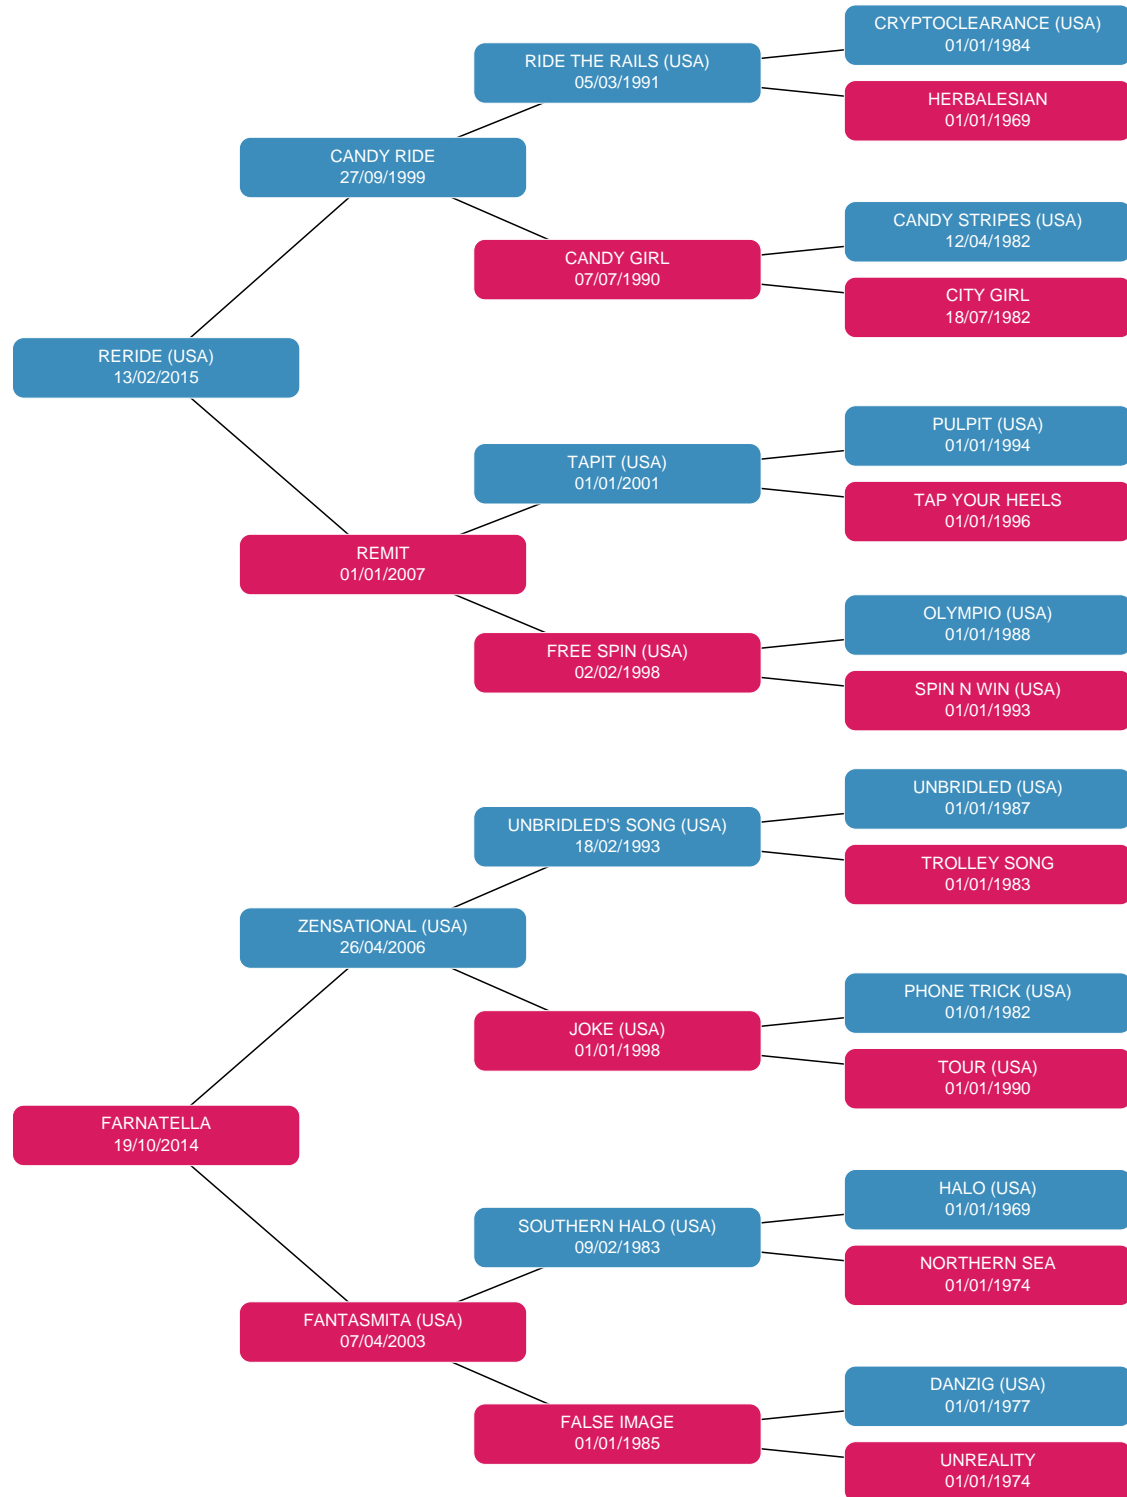 CRYPTOCLEARANCE (USA)
01/01/1984
RIDE THE RAILS (USA)
05/03/1991
HERBALESIAN
01/01/1969
CANDY RIDE
27/09/1999
CANDY STRIPES (USA)
12/04/1982
CANDY GIRL
07/07/1990
CITY GIRL
18/07/1982
RERIDE (USA)
13/02/2015
PULPIT (USA)
01/01/1994
TAPIT (USA)
01/01/2001
TAP YOUR HEELS
01/01/1996
REMIT
01/01/2007
OLYMPIO (USA)
01/01/1988
FREE SPIN (USA)
02/02/1998
SPIN N WIN (USA)
01/01/1993
UNBRIDLED (USA)
01/01/1987
UNBRIDLED'S SONG (USA)
18/02/1993
TROLLEY SONG
01/01/1983
ZENSATIONAL (USA)
26/04/2006
PHONE TRICK (USA)
01/01/1982
JOKE (USA)
01/01/1998
TOUR (USA)
01/01/1990
FARNATELLA
19/10/2014
HALO (USA)
01/01/1969
SOUTHERN HALO (USA)
09/02/1983
NORTHERN SEA
01/01/1974
FANTASMITA (USA)
07/04/2003
DANZIG (USA)
01/01/1977
FALSE IMAGE
01/01/1985
UNREALITY
01/01/1974